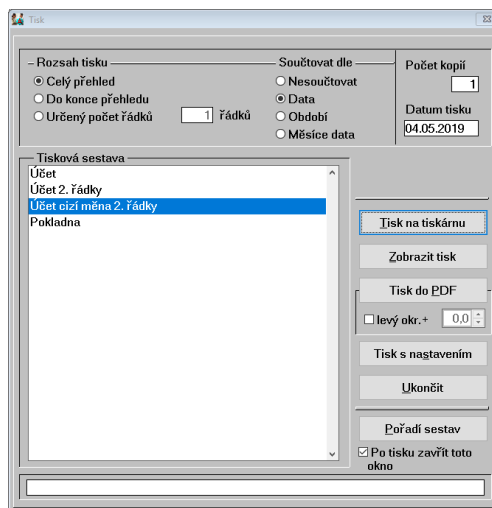 Tisk
Rozsah tisku
Celý přehled
Do konce přehledu
Určený počet řádků 1 řádků
Součtovat dle
Nesoučtovat
Data
Období
Měsíce data
Počet kopií
1
Datum tisku
04.05.2019
Tisková sestava
Účet
Účet 2. řádky
Účet cizí měna 2. řádky
Pokladna
Tisk na tiskárnu
Zobrazit tisk
Tisk do PDF
levý okr.+ 0,0
Tisk s nastavením
Ukončit
Pořadí sestav
Po tisku zavřít toto
okno